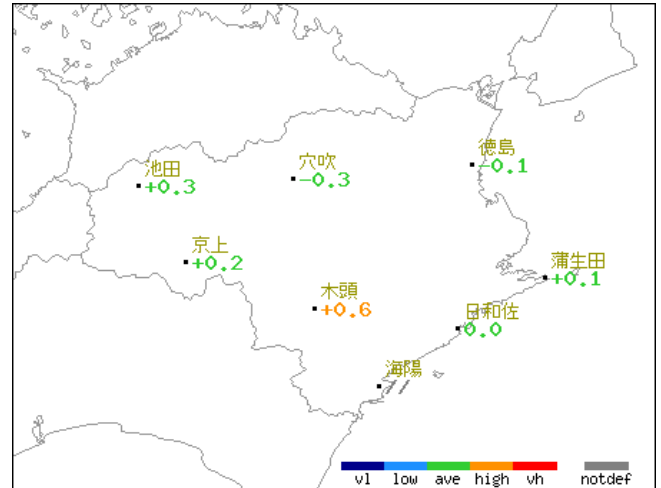 徳島
-0.1
穴吹
-0.3
池田
+0.3
京上
+0.2
蒲生田
+0.1
木頭
+0.6
日和佐
0.0
海陽
//
vl low ave high vh notdef